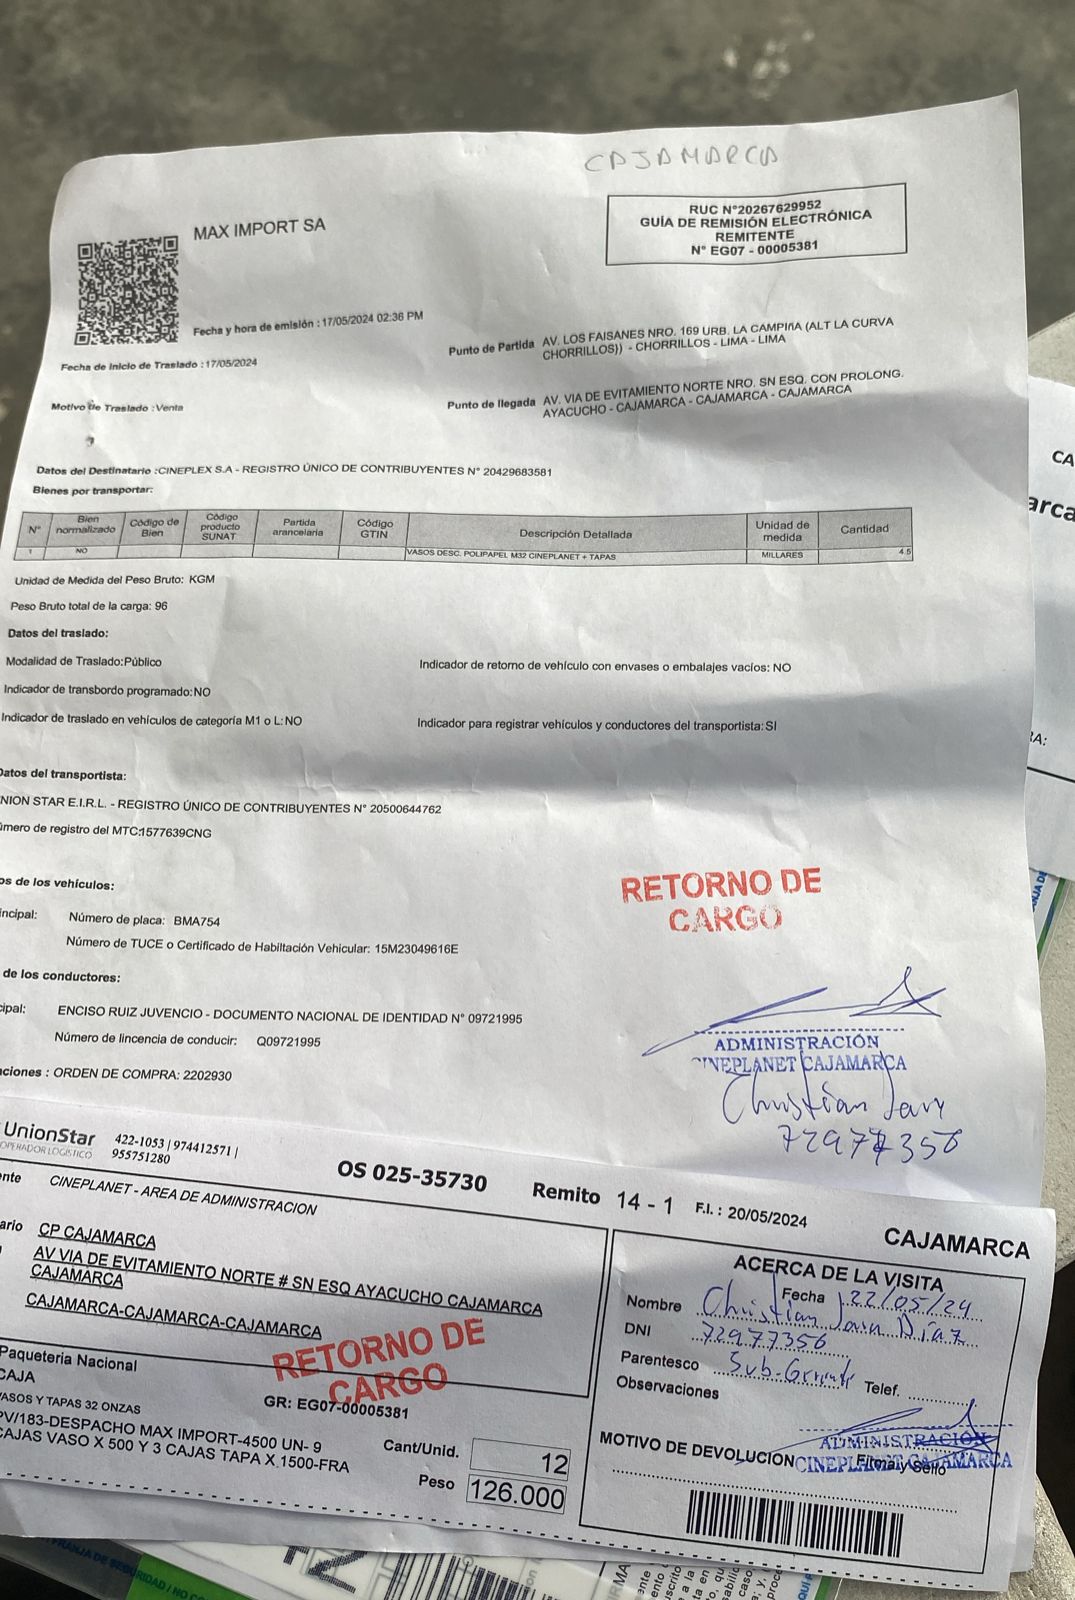 CAJAMARCA
RUC N°20267629952
GUÍA DE REMISIÓN ELECTRÓNICA
REMITENTE
N° EG07 - 00005381
MAX IMPORT SA
Fecha y hora de emisión : 17/05/2024 02:36 PM
Fecha de Inicio de Traslado : 17/05/2024
Motivo de Traslado : Venta
Punto de Partida AV. LOS FAISANES NRO. 169 URB. LA CAMPIñA (ALT LA CURVA
CHORRILLOS)) - CHORRILLOS - LIMA - LIMA
Punto de llegada AV. VIA DE EVITAMIENTO NORTE NRO. SN ESQ. CON PROLONG.
AYACUCHO - CAJAMARCA - CAJAMARCA - CAJAMARCA
Datos del Destinatario :CINEPLEX S.A - REGISTRO ÚNICO DE CONTRIBUYENTES N° 20429683581
Bienes por transportar:
N° Bien normalizado Código de Bien Código producto SUNAT Partida arancelaria Código GTIN Descripción Detallada Unidad de medida Cantidad
1 NO VASOS DESC. POLIPAPEL M32 CINEPLANET + TAPAS MILLARES 4.5
Unidad de Medida del Peso Bruto: KGM
Peso Bruto total de la carga: 96
Datos del traslado:
Modalidad de Traslado:Público
Indicador de retorno de vehículo con envases o embalajes vacíos: NO
Indicador de transbordo programado:NO
Indicador de traslado en vehículos de categoría M1 o L:NO
Indicador para registrar vehículos y conductores del transportista:SI
Datos del transportista:
NION STAR E.I.R.L. - REGISTRO ÚNICO DE CONTRIBUYENTES N° 20500644762
úmero de registro del MTC:1577639CNG
os de los vehículos:
incipal: Número de placa: BMA754
Número de TUCE o Certificado de Habilitación Vehicular: 15M23049616E
de los conductores:
cipal: ENCISO RUIZ JUVENCIO - DOCUMENTO NACIONAL DE IDENTIDAD N° 09721995
Número de lincencia de conducir: Q09721995
aciones : ORDEN DE COMPRA: 2202930
RETORNO DE
CARGO
ADMINISTRACIÓN
CINEPLANET CAJAMARCA
Christian Jara
72977356
UnionStar
OPERADOR LOGÍSTICO
422-1053 | 974412571 |
955751280
OS 025-35730
Remito 14 - 1
F.I. : 20/05/2024
CAJAMARCA
ente CINEPLANET - AREA DE ADMINISTRACION
ario CP CAJAMARCA
AV VIA DE EVITAMIENTO NORTE # SN ESQ AYACUCHO CAJAMARCA
CAJAMARCA
CAJAMARCA-CAJAMARCA-CAJAMARCA
RETORNO DE
CARGO
Paqueteria Nacional
CAJA
GR: EG07-00005381
VASOS Y TAPAS 32 ONZAS
PV/183-DESPACHO MAX IMPORT-4500 UN- 9
CAJAS VASO X 500 Y 3 CAJAS TAPA X 1500-FRA
Cant/Unid. 12
Peso 126.000
ACERCA DE LA VISITA
Fecha 22/05/24
Nombre Christian Jara Díaz
DNI 72977356
Parentesco Sub-Gerente Telef.
Observaciones
MOTIVO DE DEVOLUCION
ADMINISTRACIÓN
CINEPLANET CAJAMARCA
Firma y Sello
CA
arca
RA: